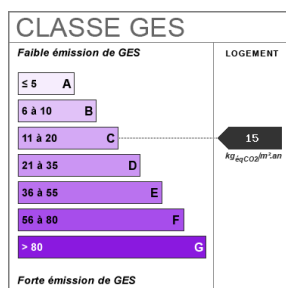 CLASSE GES
Faible émission de GES
LOGEMENT
≤ 5 A
6 à 10 B
11 à 20 C
15
kgéqCO2/m².an
21 à 35 D
36 à 55 E
56 à 80 F
> 80 G
Forte émission de GES